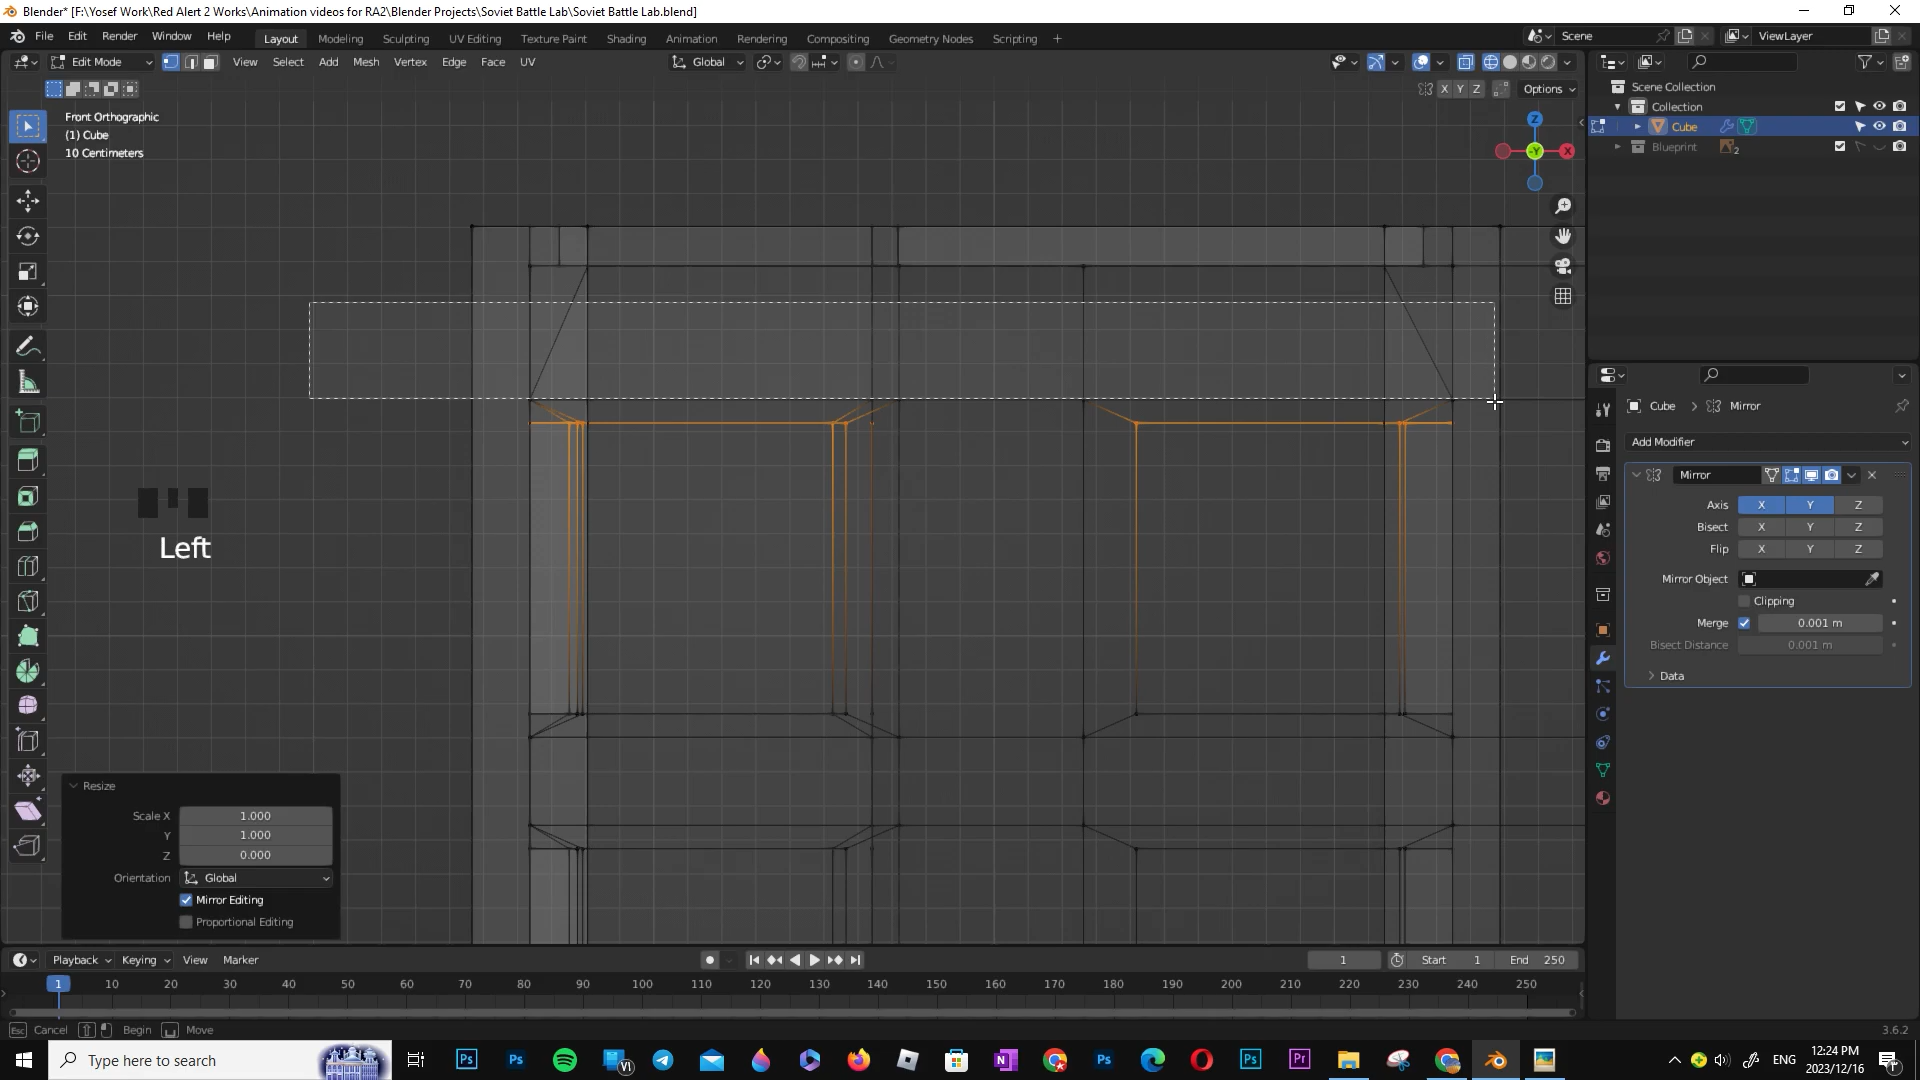 Blender* [F:\Yosef Work\Red Alert 2 Works\Animation videos for RA2\Blender Projects\Soviet Battle Lab\Soviet Battle Lab.blend]
File Edit Render Window Help Layout Modeling Sculpting UV Editing Texture Paint Shading Animation Rendering Compositing Geometry Nodes Scripting + Scene ViewLayer
Edit Mode View Select Add Mesh Vertex Edge Face UV Global
X Y Z Options
Front Orthographic
(1) Cube
10 Centimeters
Z
-Y
X
Left
Resize
Scale X 1.000
Y 1.000
Z 0.000
Orientation Global
Mirror Editing
Proportional Editing
Scene Collection
Collection
Cube
Blueprint 2
Cube > Mirror
Add Modifier
Mirror
Axis X Y Z
Bisect X Y Z
Flip X Y Z
Mirror Object
Clipping
Merge 0.001 m
Bisect Distance 0.001 m
Data
Playback Keying View Marker 1 Start 1 End 250
1 10 20 30 40 50 60 70 80 90 100 110 120 130 140 150 160 170 180 190 200 210 220 230 240 250
Esc Cancel Begin Move 3.6.2
Type here to search
ENG
12:24 PM
2023/12/16